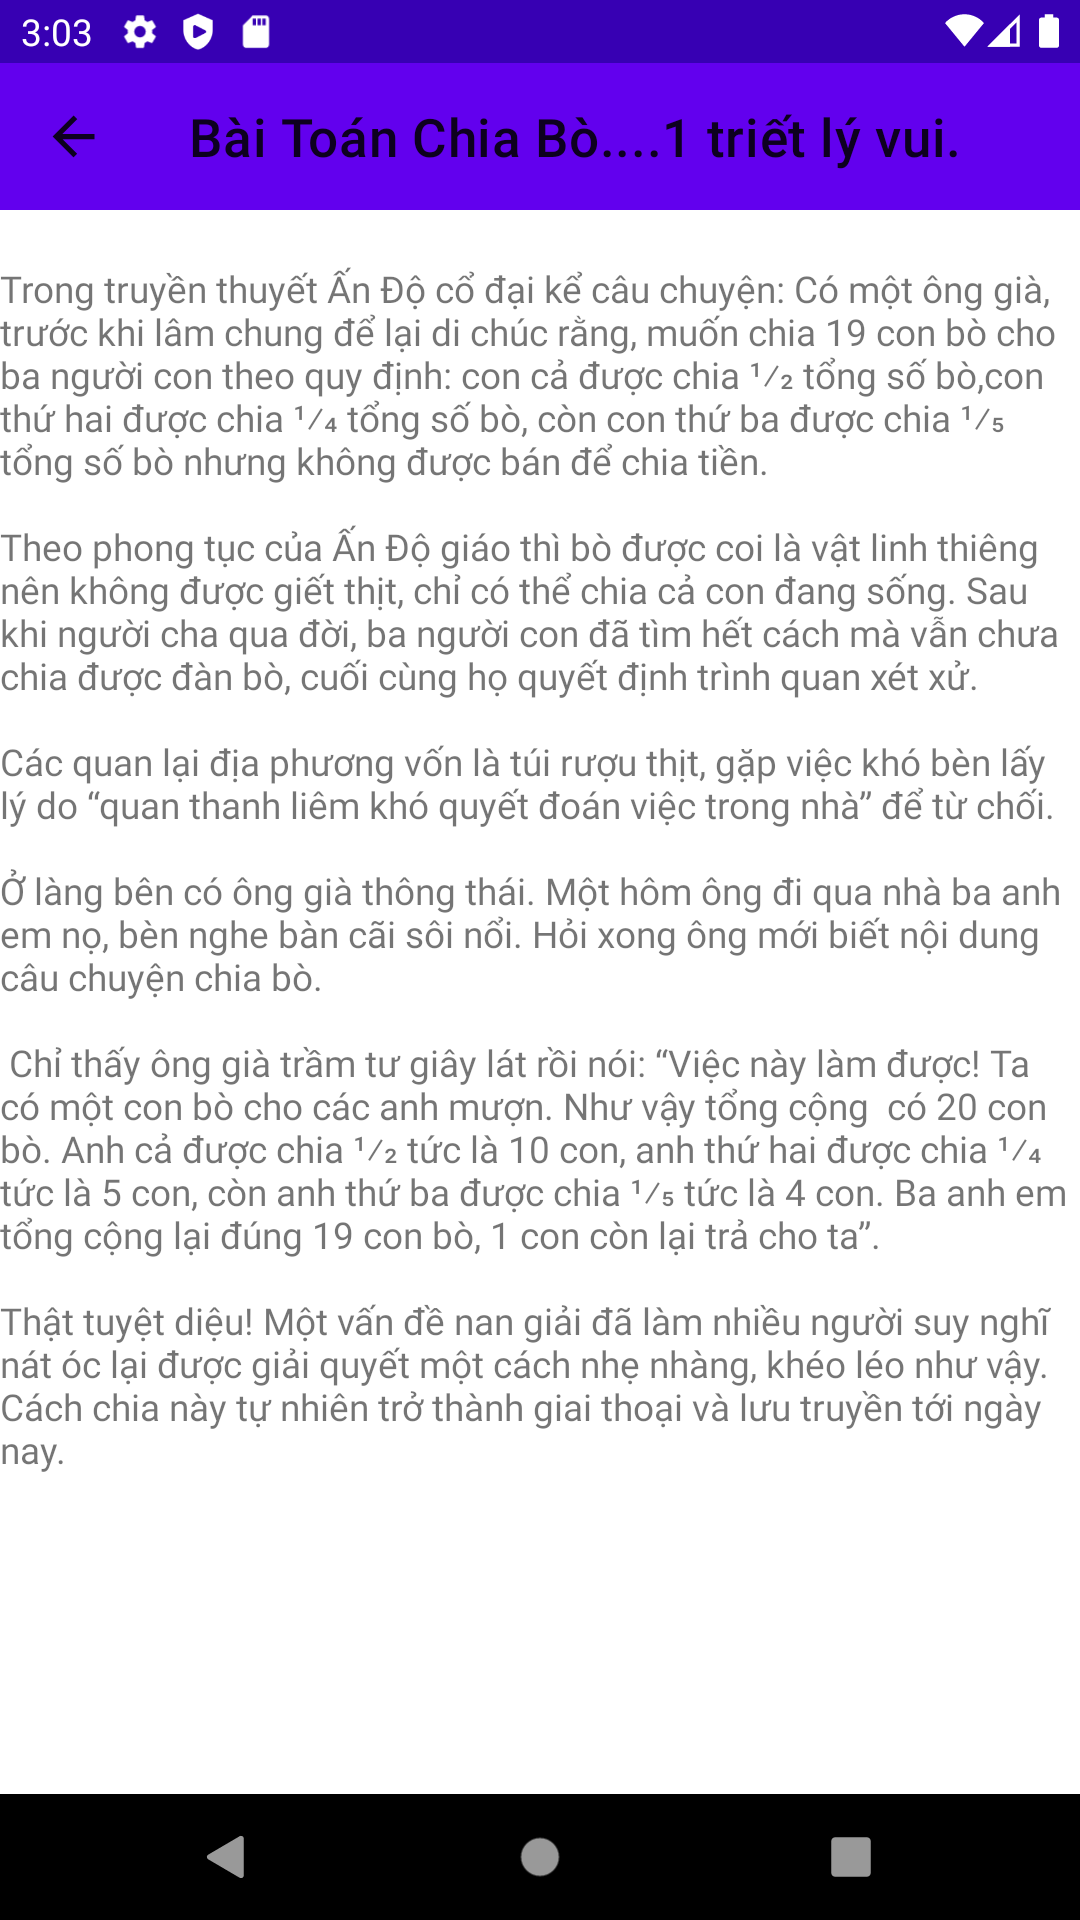 3:03
Bài Toán Chia Bò....1 triết lý vui.
Trong truyền thuyết Ấn Độ cổ đại kể câu chuyện: Có một ông già,
trước khi lâm chung để lại di chúc rằng, muốn chia 19 con bò cho
ba người con theo quy định: con cả được chia ¹⁄₂ tổng số bò,con
thứ hai được chia ¹⁄₄ tổng số bò, còn con thứ ba được chia ¹⁄₅
tổng số bò nhưng không được bán để chia tiền.
Theo phong tục của Ấn Độ giáo thì bò được coi là vật linh thiêng
nên không được giết thịt, chỉ có thể chia cả con đang sống. Sau
khi người cha qua đời, ba người con đã tìm hết cách mà vẫn chưa
chia được đàn bò, cuối cùng họ quyết định trình quan xét xử.
Các quan lại địa phương vốn là túi rượu thịt, gặp việc khó bèn lấy
lý do “quan thanh liêm khó quyết đoán việc trong nhà” để từ chối.
Ở làng bên có ông già thông thái. Một hôm ông đi qua nhà ba anh
em nọ, bèn nghe bàn cãi sôi nổi. Hỏi xong ông mới biết nội dung
câu chuyện chia bò.
Chỉ thấy ông già trầm tư giây lát rồi nói: “Việc này làm được! Ta
có một con bò cho các anh mượn. Như vậy tổng cộng  có 20 con
bò. Anh cả được chia ¹⁄₂ tức là 10 con, anh thứ hai được chia ¹⁄₄
tức là 5 con, còn anh thứ ba được chia ¹⁄₅ tức là 4 con. Ba anh em
tổng cộng lại đúng 19 con bò, 1 con còn lại trả cho ta”.
Thật tuyệt diệu! Một vấn đề nan giải đã làm nhiều người suy nghĩ
nát óc lại được giải quyết một cách nhẹ nhàng, khéo léo như vậy.
Cách chia này tự nhiên trở thành giai thoại và lưu truyền tới ngày
nay.